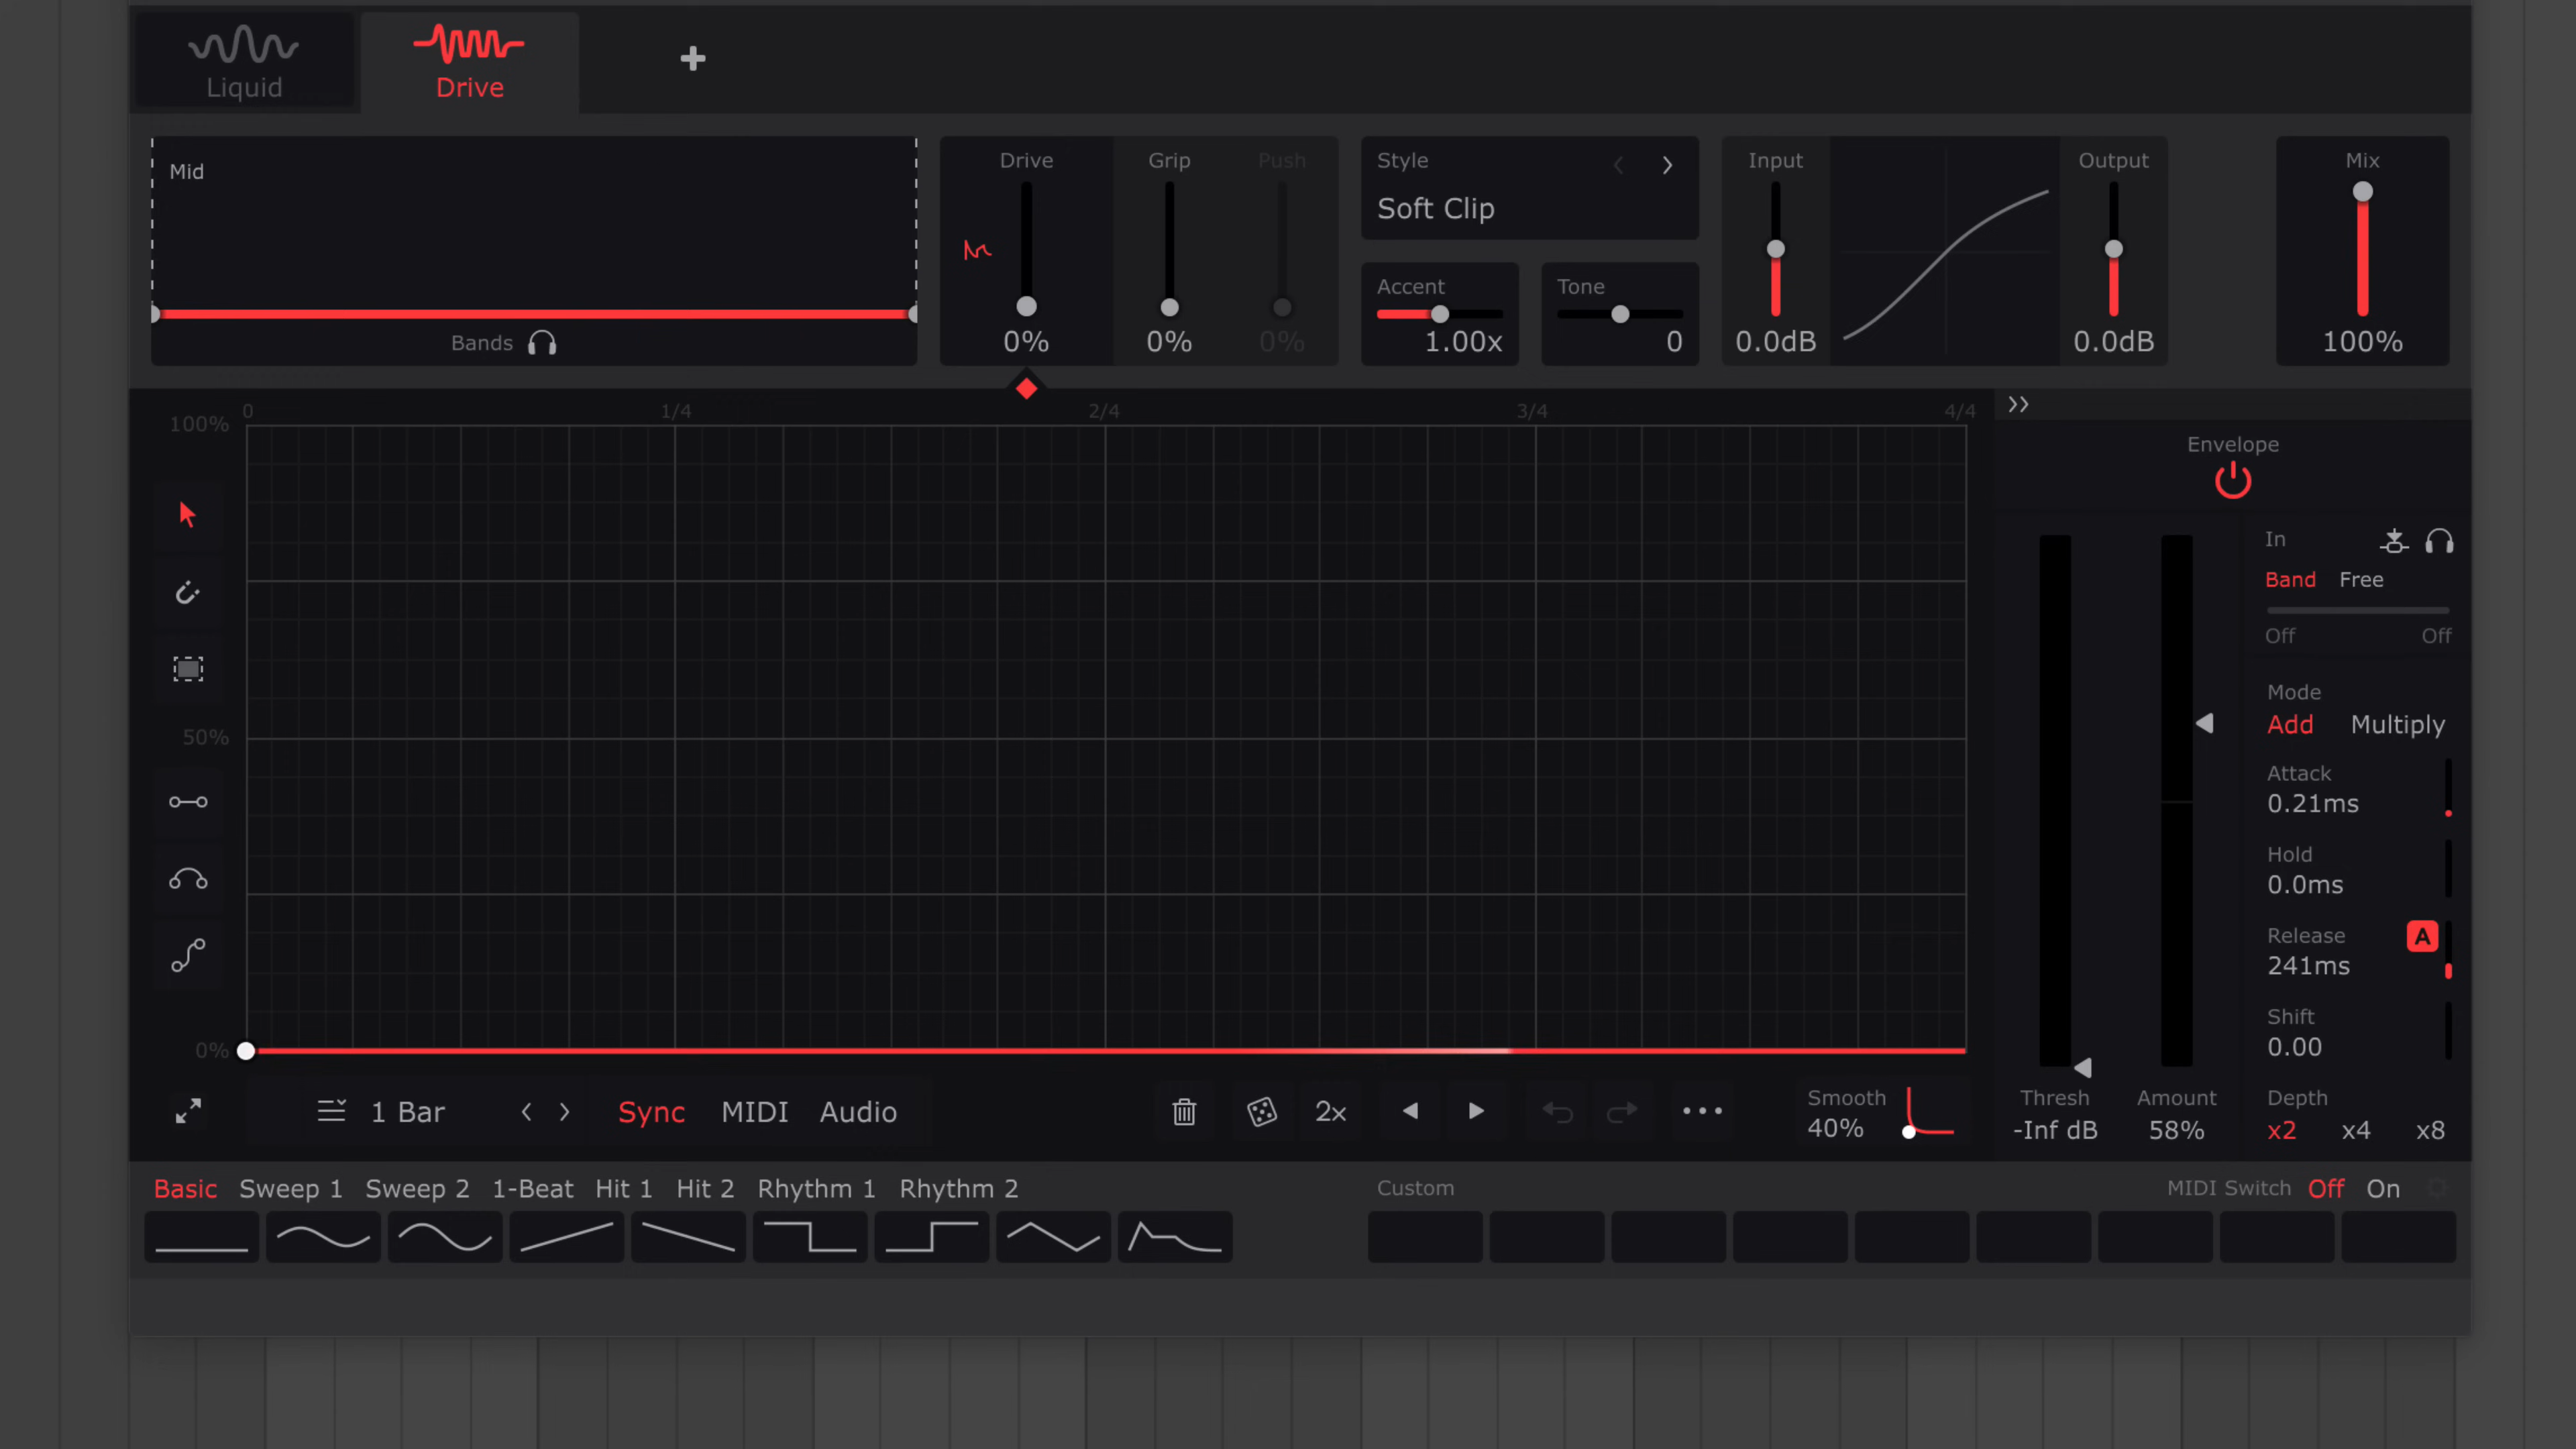 Liquid
Drive
Mid
Bands
Drive
Grip
Push
0%
0%
0%
Style
Soft Clip
Accent
1.00x
Tone
0
Input
0.0dB
Output
0.0dB
Mix
100%
0
1/4
2/4
3/4
4/4
100%
50%
0%
Envelope
In
Band
Free
Off
Off
Mode
Add
Multiply
Attack
0.21ms
Hold
0.0ms
Release
A
241ms
Shift
0.00
Thresh
-Inf dB
Amount
58%
Depth
x2
x4
x8
1 Bar
Sync
MIDI
Audio
2x
Smooth
40%
Basic
Sweep 1
Sweep 2
1-Beat
Hit 1
Hit 2
Rhythm 1
Rhythm 2
Custom
MIDI Switch
Off
On